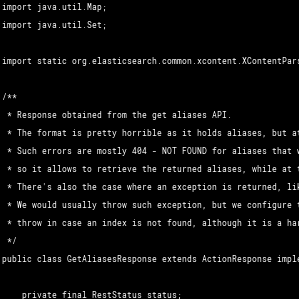 import java.util.Map;
import java.util.Set;
import static org.elasticsearch.common.xcontent.XContentPars
/**
* Response obtained from the get aliases API.
* The format is pretty horrible as it holds aliases, but at
* Such errors are mostly 404 - NOT FOUND for aliases that w
* so it allows to retrieve the returned aliases, while at t
* There's also the case where an exception is returned, lik
* We would usually throw such exception, but we configure t
* throw in case an index is not found, although it is a har
*/
public class GetAliasesResponse extends ActionResponse imple
private final RestStatus status;